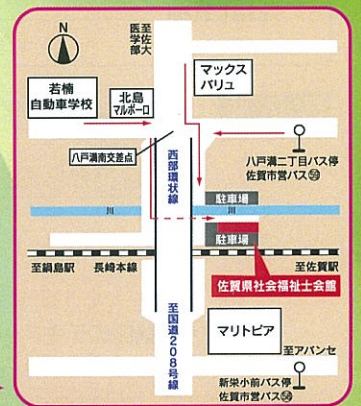 N
至佐大医学部
若楠
自動車学校
北島
マルボーロ
マックス
バリュ
八戸溝南交差点
八戸溝二丁目バス停
佐賀市営バス㊾
西部環状線
駐車場
川
川
駐車場
至鍋島駅
長崎本線
至佐賀駅
佐賀県社会福祉士会館
至国道208号線
マリトピア
至アバンセ
新栄小前バス停
佐賀市営バス㊿